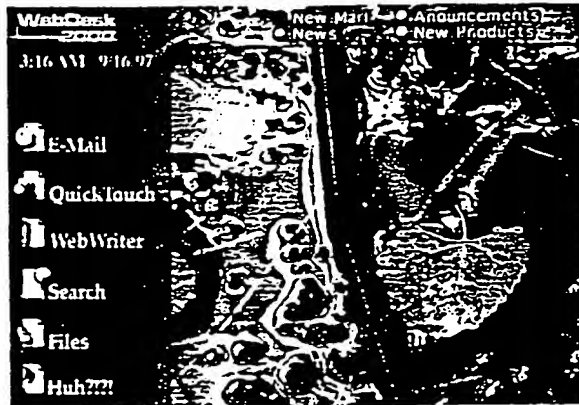 WebDesk
2000
New Mail
Anouncements
News
New Products
3:16 AM 9.16.97
E-Mail
QuickTouch
WebWriter
Search
Files
Huh?!?!